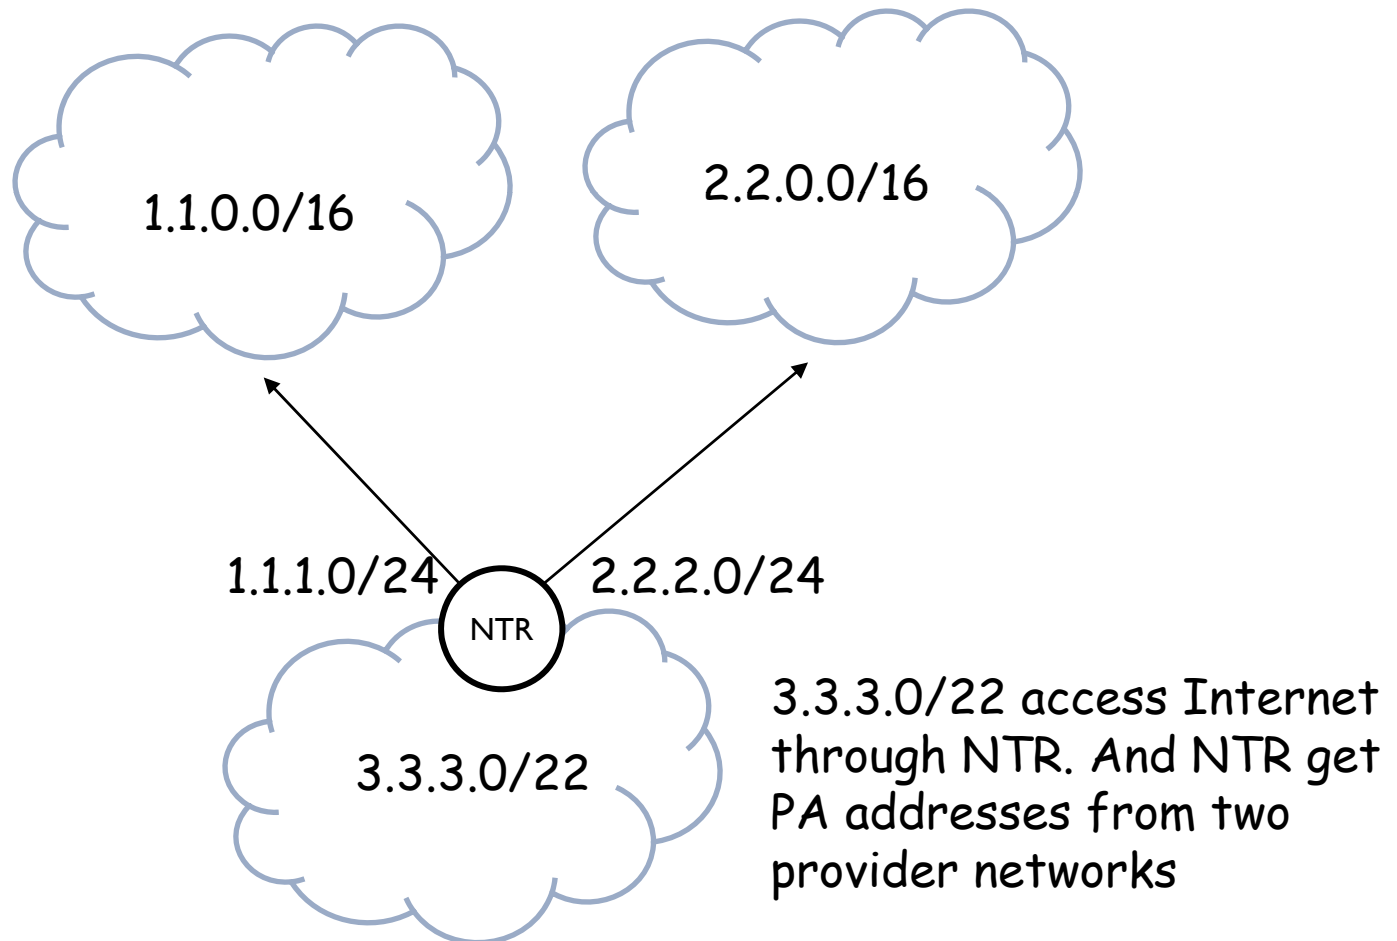 1.1.0.0/16
2.2.0.0/16
1.1.1.0/24
2.2.2.0/24
NTR
3.3.3.0/22
3.3.3.0/22 access Internet
through NTR. And NTR get
PA addresses from two
provider networks